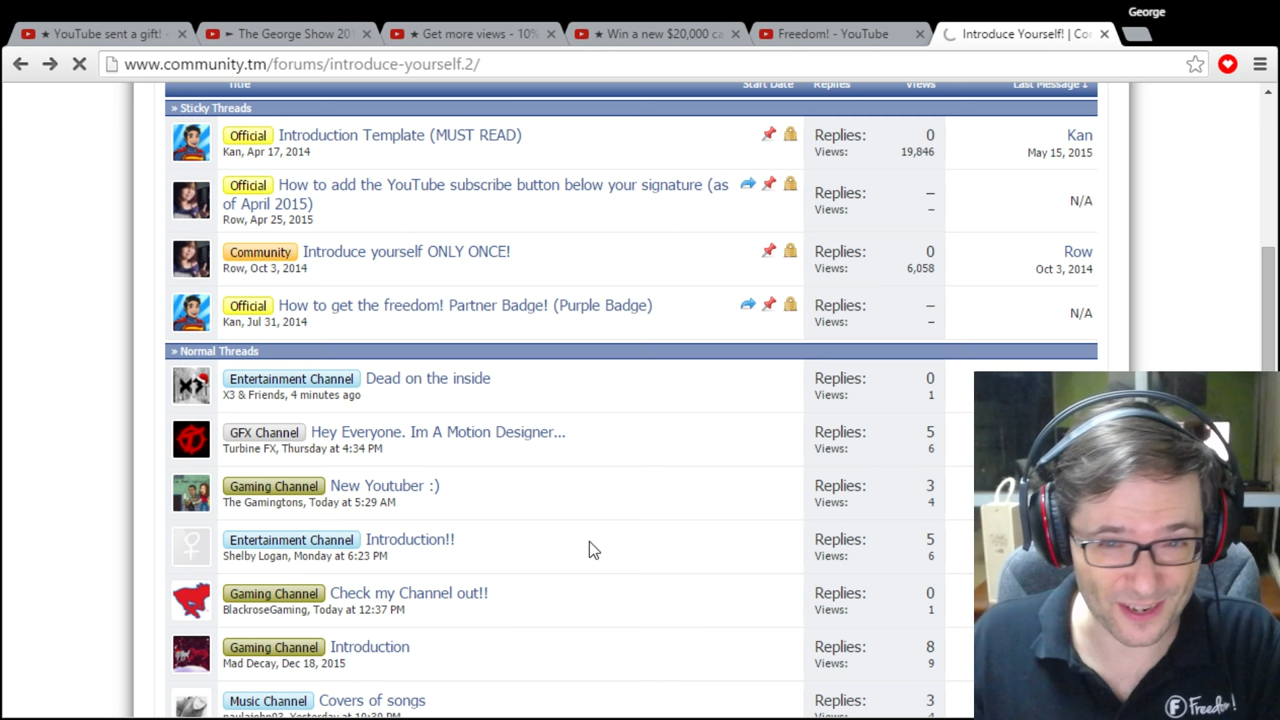 George
★ YouTube sent a gift! -
► The George Show 201
★ Get more views - 10%
★ Win a new $20,000 ca
Freedom! - YouTube
Introduce Yourself! | Cor
www.community.tm/forums/introduce-yourself.2/
Title Start Date Replies Views Last Message ↓
» Sticky Threads
Official Introduction Template (MUST READ) Replies: 0 Kan
Kan, Apr 17, 2014 Views: 19,846 May 15, 2015
Official How to add the YouTube subscribe button below your signature (as
of April 2015) Replies: – N/A
Row, Apr 25, 2015 Views: –
Community Introduce yourself ONLY ONCE! Replies: 0 Row
Row, Oct 3, 2014 Views: 6,058 Oct 3, 2014
Official How to get the freedom! Partner Badge! (Purple Badge) Replies: – N/A
Kan, Jul 31, 2014 Views: –
» Normal Threads
Entertainment Channel Dead on the inside Replies: 0
X3 & Friends, 4 minutes ago Views: 1
GFX Channel Hey Everyone. Im A Motion Designer... Replies: 5
Turbine FX, Thursday at 4:34 PM Views: 6
Gaming Channel New Youtuber :) Replies: 3
The Gamingtons, Today at 5:29 AM Views: 4
Entertainment Channel Introduction!! Replies: 5
Shelby Logan, Monday at 6:23 PM Views: 6
Gaming Channel Check my Channel out!! Replies: 0
BlackroseGaming, Today at 12:37 PM Views: 1
Gaming Channel Introduction Replies: 8
Mad Decay, Dec 18, 2015 Views: 9
Music Channel Covers of songs Replies: 3
Freedom!